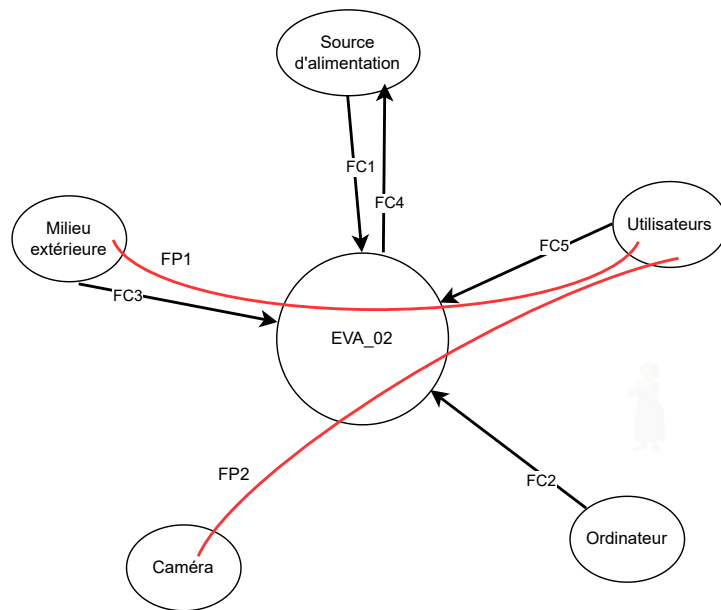 Source
d'alimentation
FC1
FC4
Milieu
extérieure
Utilisateurs
FP1
FC5
FC3
EVA_02
FP2
FC2
Ordinateur
Caméra